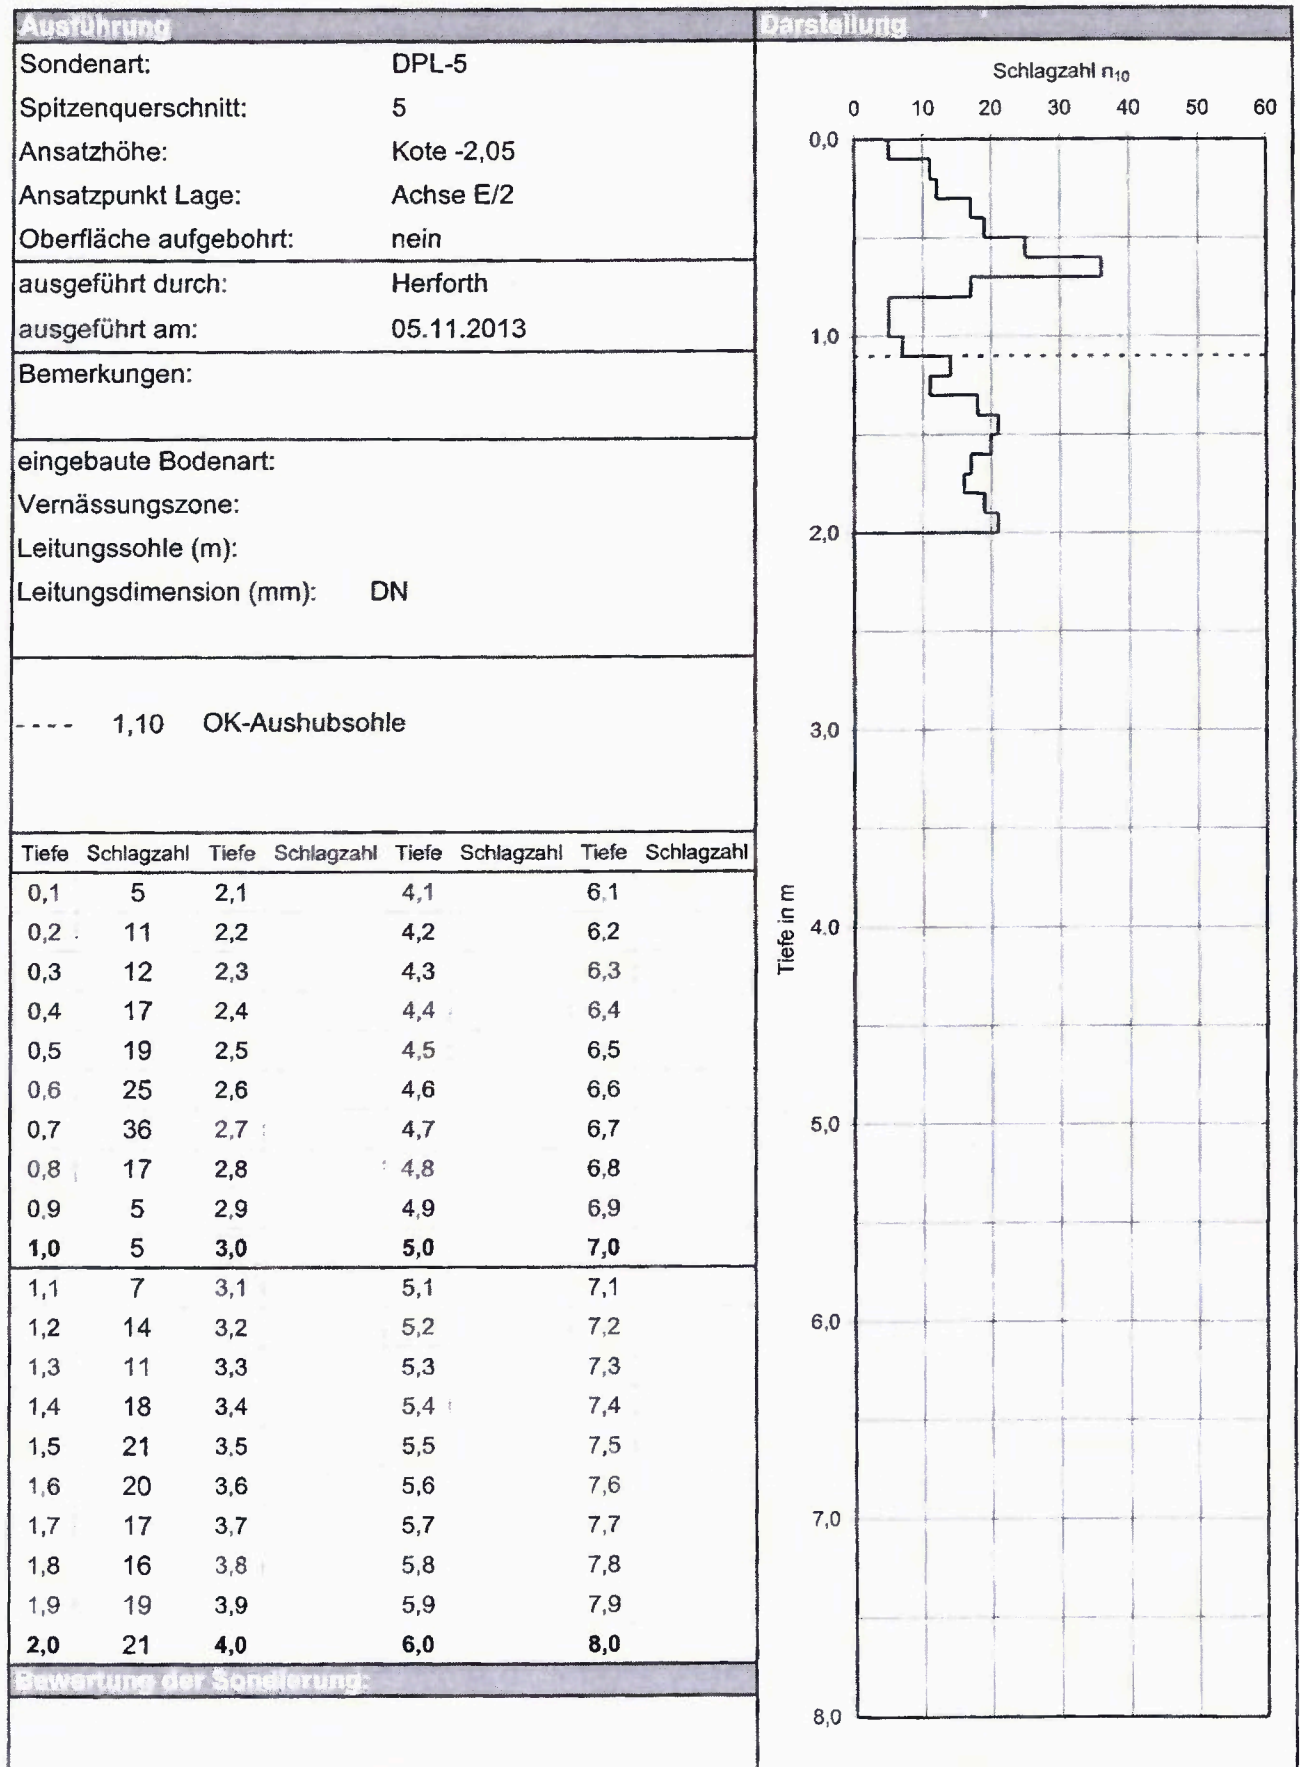 Ausführung
Sondenart: DPL-5
Spitzenquerschnitt: 5
Ansatzhöhe: Kote -2,05
Ansatzpunkt Lage: Achse E/2
Oberfläche aufgebohrt: nein
ausgeführt durch: Herforth
ausgeführt am: 05.11.2013
Bemerkungen:
eingebaute Bodenart:
Vernässungszone:
Leitungssohle (m):
Leitungsdimension (mm): DN
---- 1,10 OK-Aushubsohle
Tiefe Schlagzahl Tiefe Schlagzahl Tiefe Schlagzahl Tiefe Schlagzahl
0,1 5 2,1 4,1 6,1
0,2 11 2,2 4,2 6,2
0,3 12 2,3 4,3 6,3
0,4 17 2,4 4,4 6,4
0,5 19 2,5 4,5 6,5
0,6 25 2,6 4,6 6,6
0,7 36 2,7 4,7 6,7
0,8 17 2,8 4,8 6,8
0,9 5 2,9 4,9 6,9
1,0 5 3,0 5,0 7,0
1,1 7 3,1 5,1 7,1
1,2 14 3,2 5,2 7,2
1,3 11 3,3 5,3 7,3
1,4 18 3,4 5,4 7,4
1,5 21 3,5 5,5 7,5
1,6 20 3,6 5,6 7,6
1,7 17 3,7 5,7 7,7
1,8 16 3,8 5,8 7,8
1,9 19 3,9 5,9 7,9
2,0 21 4,0 6,0 8,0
Bewertung der Sondierung:
Darstellung
Schlagzahl n10
0 10 20 30 40 50 60
0,0
1,0
2,0
3,0
4,0
5,0
6,0
7,0
8,0
Tiefe in m